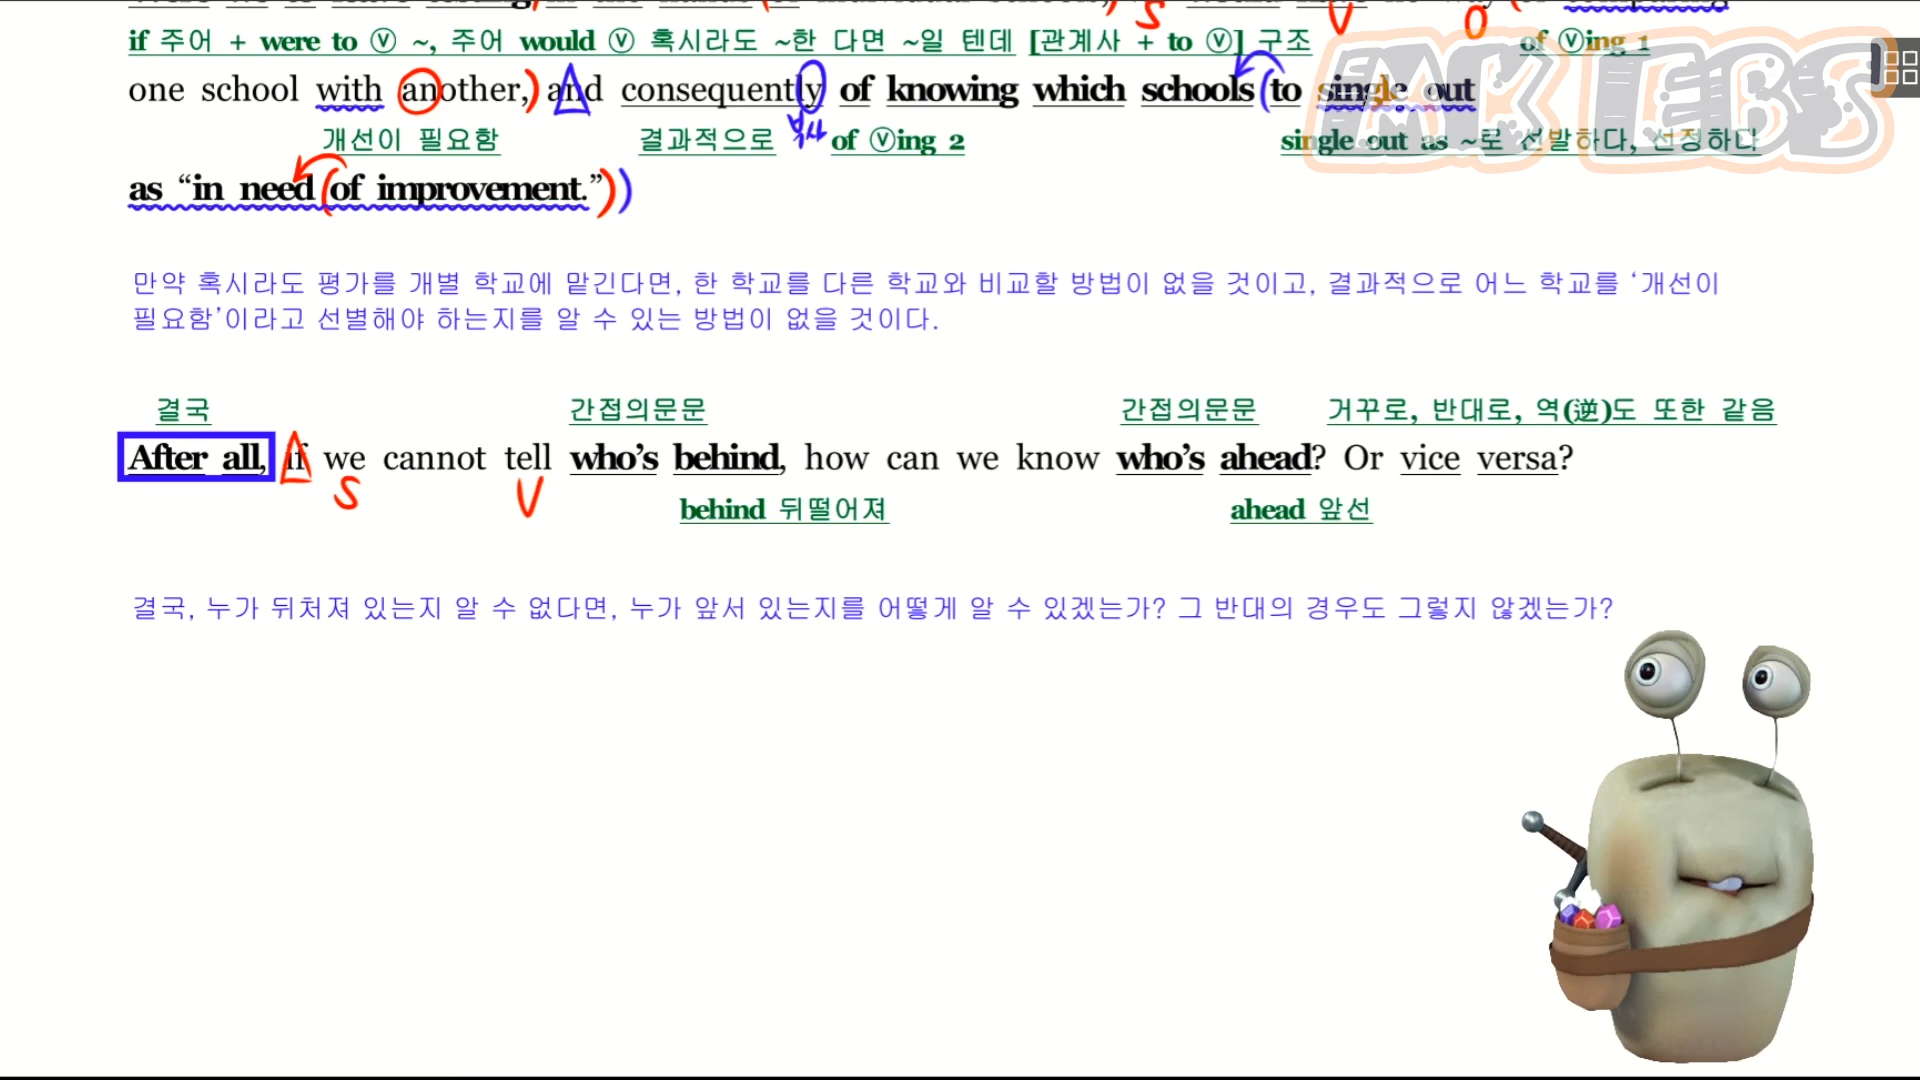 if 주어 + were to ⓥ ~, 주어 would ⓥ 혹시라도 ~한 다면 ~일 텐데 [관계사 + to ⓥ] 구조 of ⓥing 1
one school with another,) and consequently of knowing which schools (to single out
개선이 필요함 결과적으로 부사 of ⓥing 2 single out as ~로 선발하다, 선정하다
as “in need (of improvement.”))
만약 혹시라도 평가를 개별 학교에 맡긴다면, 한 학교를 다른 학교와 비교할 방법이 없을 것이고, 결과적으로 어느 학교를 ‘개선이
필요함’이라고 선별해야 하는지를 알 수 있는 방법이 없을 것이다.
결국 간접의문문 간접의문문 거꾸로, 반대로, 역(逆)도 또한 같음
After all, if we cannot tell who’s behind, how can we know who’s ahead? Or vice versa?
S V behind 뒤떨어져 ahead 앞선
결국, 누가 뒤처져 있는지 알 수 없다면, 누가 앞서 있는지를 어떻게 알 수 있겠는가? 그 반대의 경우도 그렇지 않겠는가?